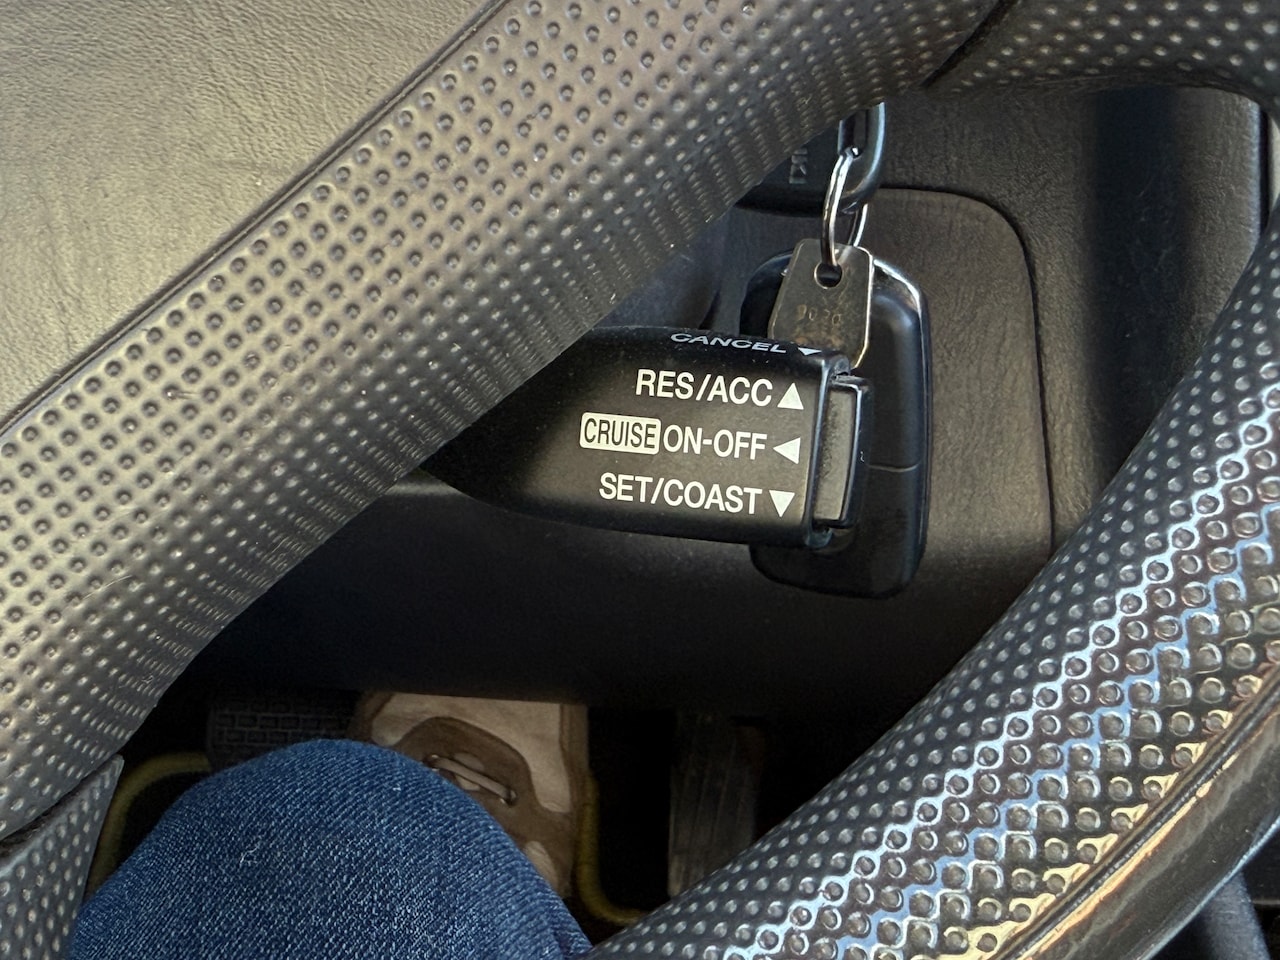 CANCEL ▼
RES/ACC ▲
CRUISE ON-OFF ◀
SET/COAST ▼